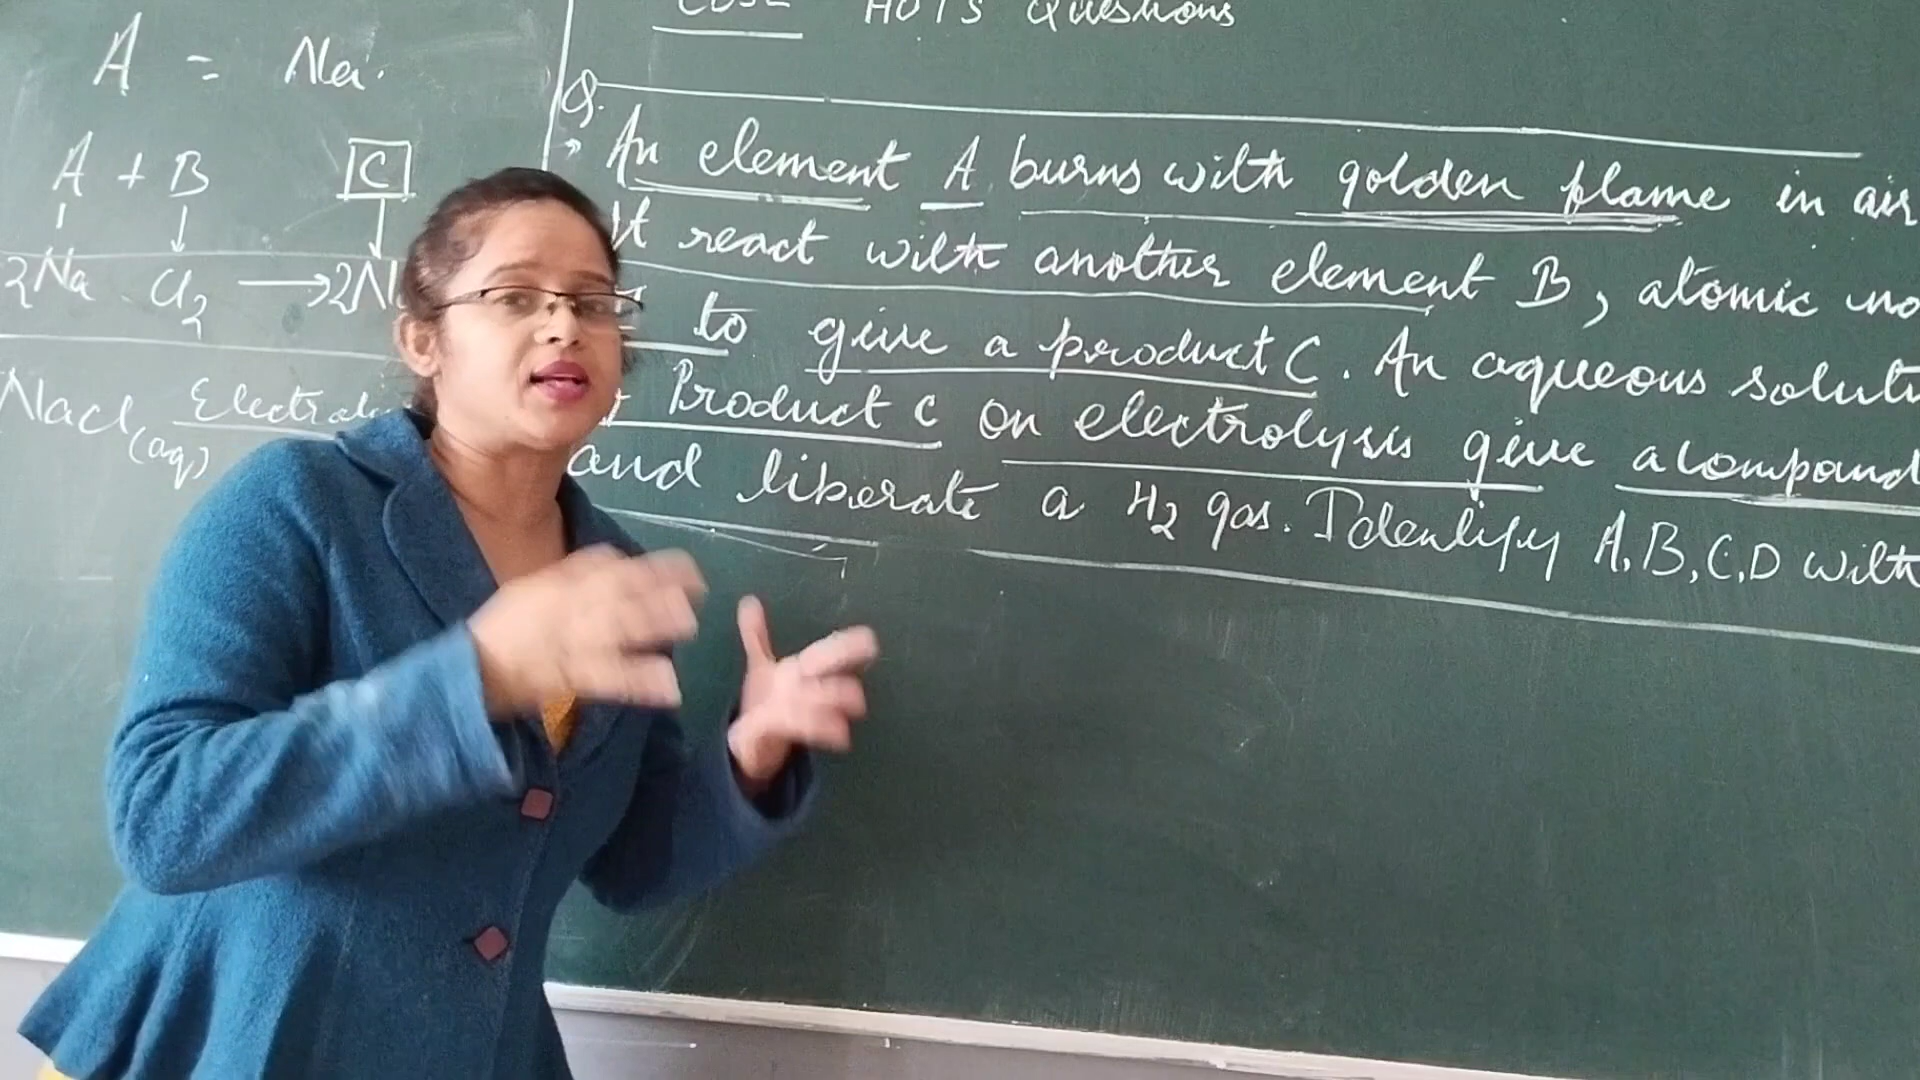 A = Na.
A + B C
2Na Cl2 → 2N
NaCl(aq) Electrol
HOTS Questions
Q. An element A burns with golden flame in air
It react with another element B, atomic no
to give a product C. An aqueous soluti
Product C on electrolysis give a compound
and liberate a H2 gas. Identify A, B, C, D with